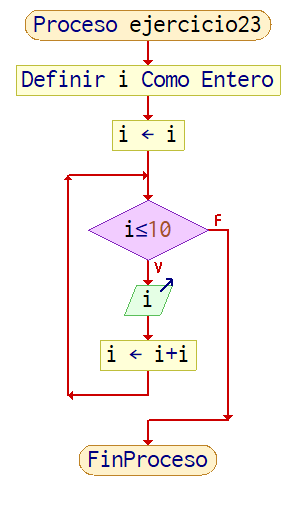 Proceso ejercicio23
Definir i Como Entero
i ← i
i≤10
F
V
i
i ← i+i
FinProceso